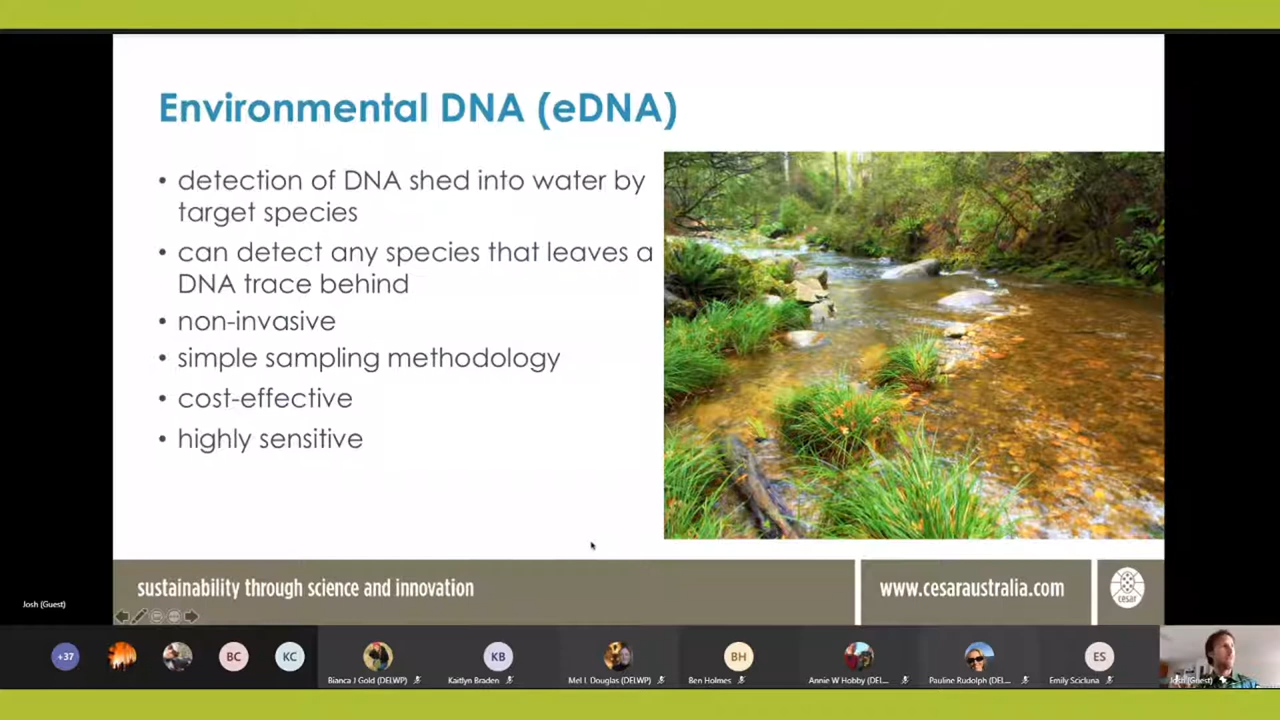 Environmental DNA (eDNA)
• detection of DNA shed into water by
target species
• can detect any species that leaves a
DNA trace behind
• non-invasive
• simple sampling methodology
• cost-effective
• highly sensitive
sustainability through science and innovation
www.cesaraustralia.com
cesar
Josh (Guest)
+37
BC
KC
Bianca J Gold (DELWP)
KB
Kaitlyn Braden
Mel I. Douglas (DELWP)
BH
Ben Holmes
Annie W Hobby (DEL...
Pauline Rudolph (DEL...
ES
Emily Scicluna
Josh (Guest)